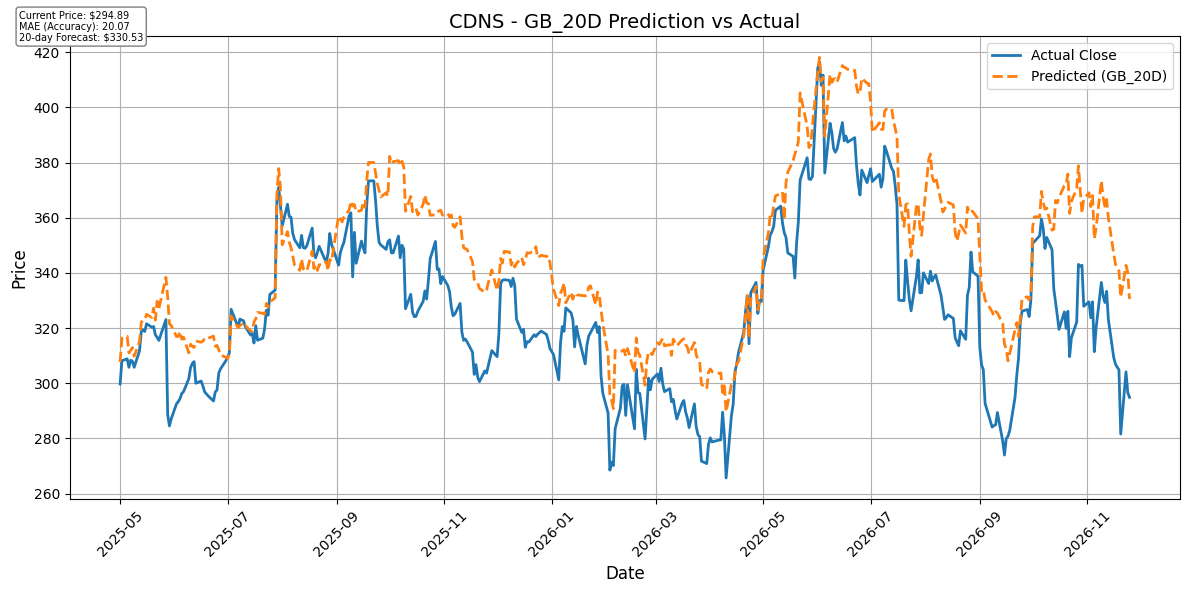 CDNS - GB_20D Prediction vs Actual
Current Price: $294.89
MAE (Accuracy): 20.07
20-day Forecast: $330.53
Actual Close
Predicted (GB_20D)
Price
420
400
380
360
340
320
300
280
260
2025-05
2025-07
2025-09
2025-11
2026-01
2026-03
2026-05
2026-07
2026-09
2026-11
Date